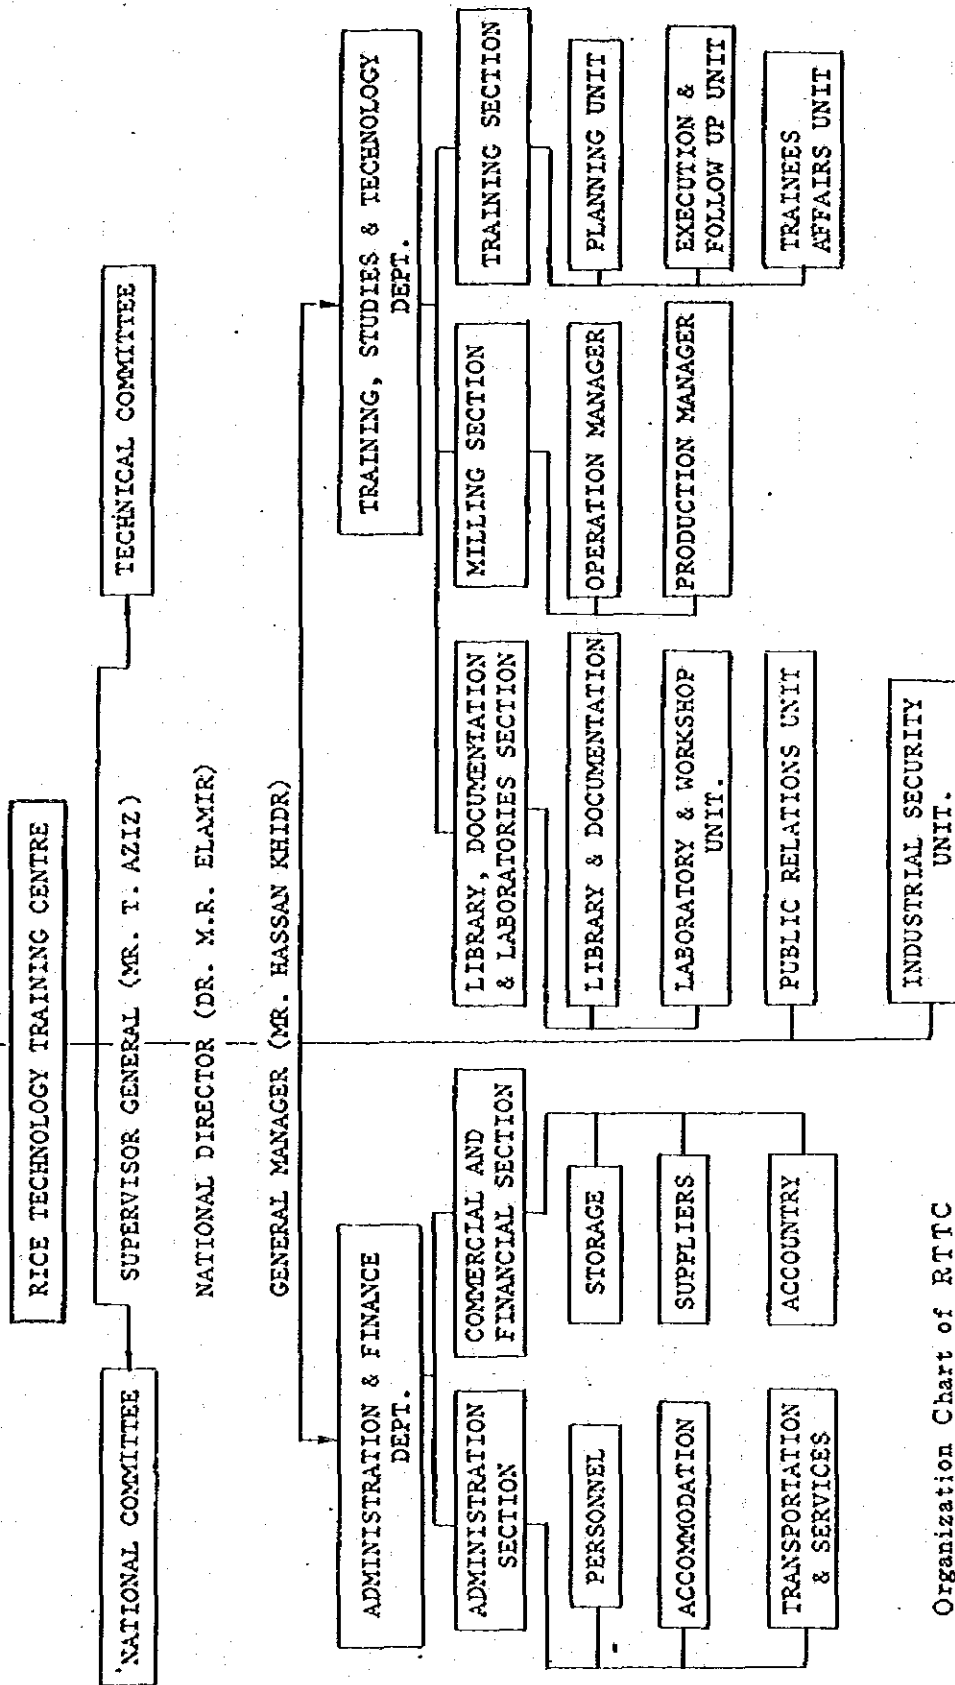 RICE TECHNOLOGY TRAINING CENTRE
NATIONAL COMMITTEE
SUPERVISOR GENERAL (MR. T. AZIZ)
TECHNICAL COMMITTEE
NATIONAL DIRECTOR (DR. M.R. ELAMIR)
GENERAL MANAGER (MR. HASSAN KHIDR)
ADMINISTRATION & FINANCE
DEPT.
TRAINING, STUDIES & TECHNOLOGY
DEPT.
ADMINISTRATION
SECTION
COMMERCIAL AND
FINANCIAL SECTION
LIBRARY, DOCUMENTATION
& LABORATORIES SECTION
MILLING SECTION
TRAINING SECTION
PERSONNEL
STORAGE
LIBRARY & DOCUMENTATION
OPERATION MANAGER
PLANNING UNIT
ACCOMMODATION
SUPPLIERS
LABORATORY & WORKSHOP
UNIT.
PRODUCTION MANAGER
EXECUTION &
FOLLOW UP UNIT
TRANSPORTATION
& SERVICES
ACCOUNTRY
PUBLIC RELATIONS UNIT
TRAINEES
AFFAIRS UNIT
INDUSTRIAL SECURITY
UNIT.
Organization Chart of RTTC